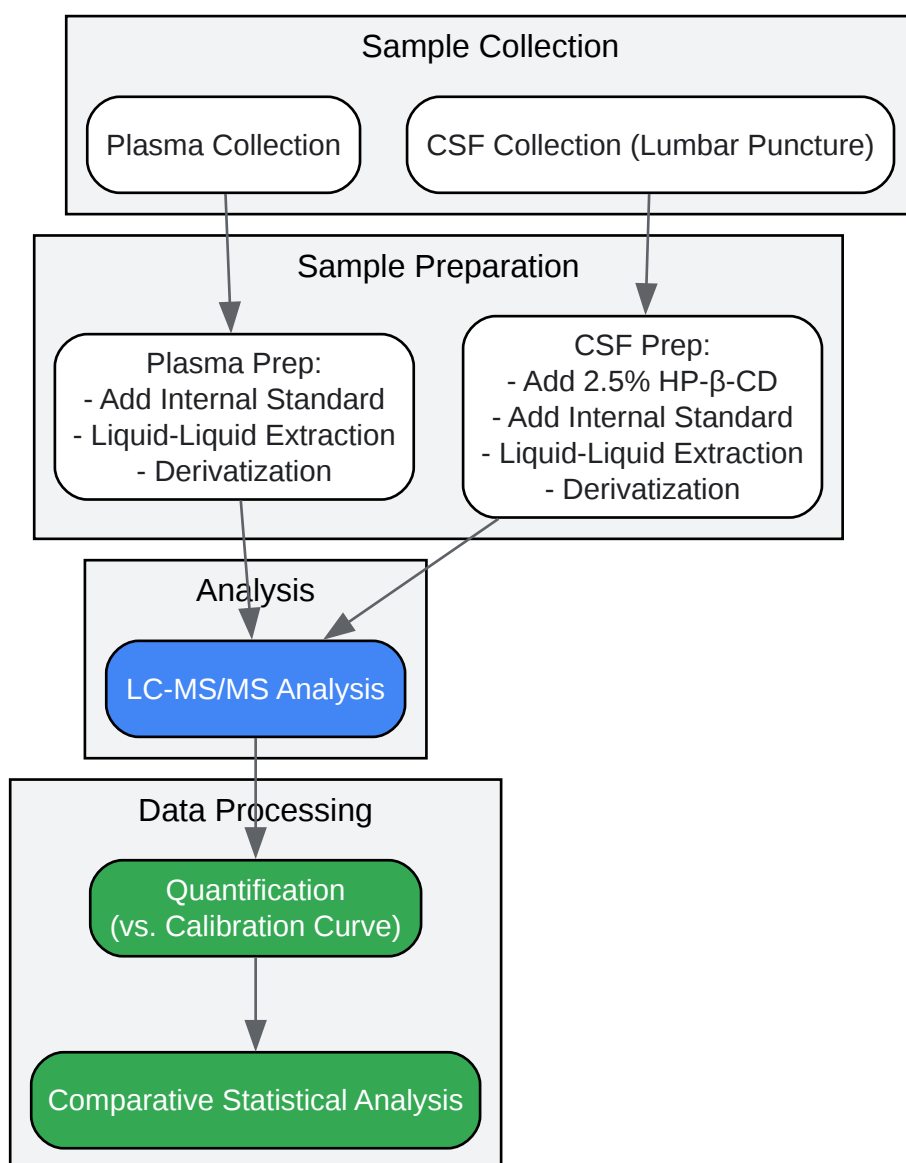 Sample Collection
Plasma Collection
CSF Collection (Lumbar Puncture)
Sample Preparation
Plasma Prep:
- Add Internal Standard
- Liquid-Liquid Extraction
- Derivatization
CSF Prep:
- Add 2.5% HP-β-CD
- Add Internal Standard
- Liquid-Liquid Extraction
- Derivatization
Analysis
LC-MS/MS Analysis
Data Processing
Quantification
(vs. Calibration Curve)
Comparative Statistical Analysis